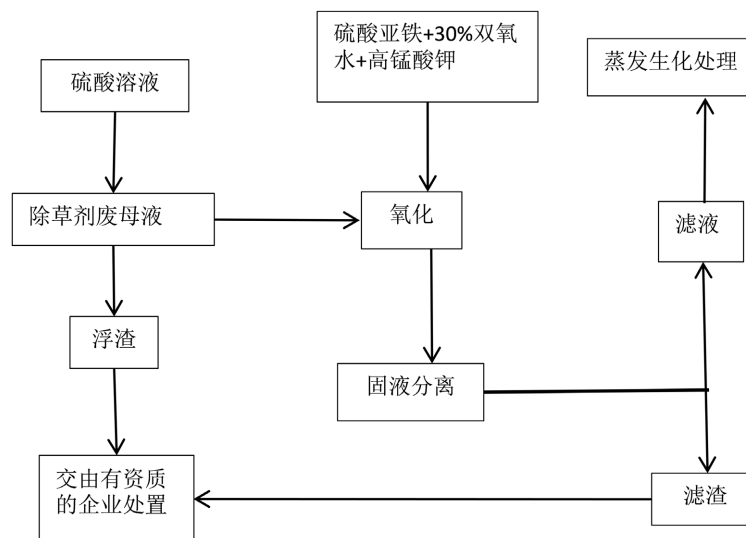 硫酸溶液
硫酸亚铁+30%双氧
水+高锰酸钾
蒸发生化处理
除草剂废母液
氧化
滤液
浮渣
固液分离
交由有资质
的企业处置
滤渣